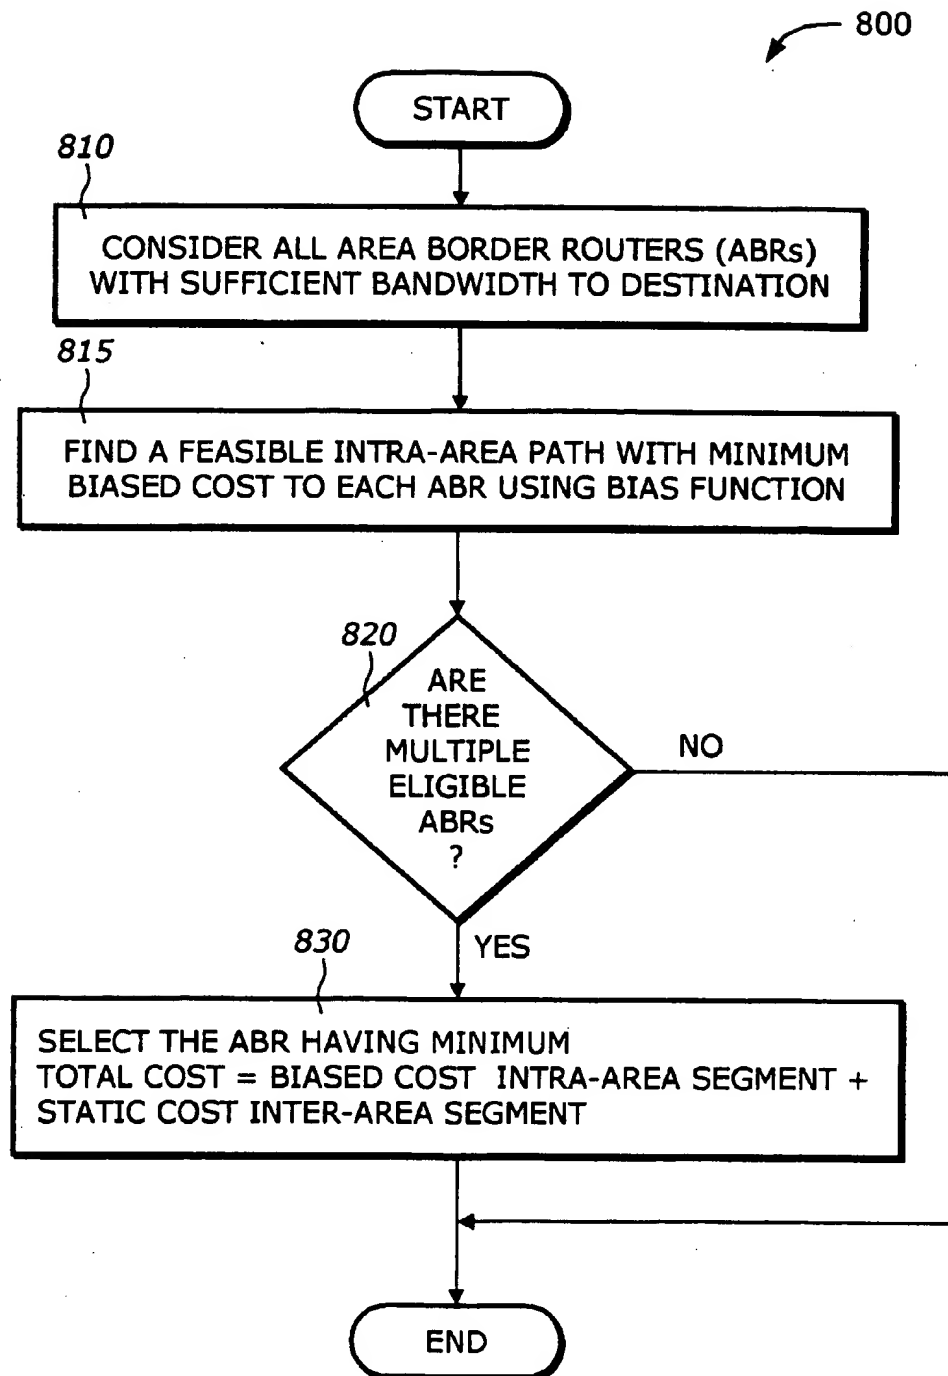 800
START
810
CONSIDER ALL AREA BORDER ROUTERS (ABRs)
WITH SUFFICIENT BANDWIDTH TO DESTINATION
815
FIND A FEASIBLE INTRA-AREA PATH WITH MINIMUM
BIASED COST TO EACH ABR USING BIAS FUNCTION
820
ARE
THERE
MULTIPLE
ELIGIBLE
ABRs
?
NO
YES
830
SELECT THE ABR HAVING MINIMUM
TOTAL COST = BIASED COST INTRA-AREA SEGMENT +
STATIC COST INTER-AREA SEGMENT
END